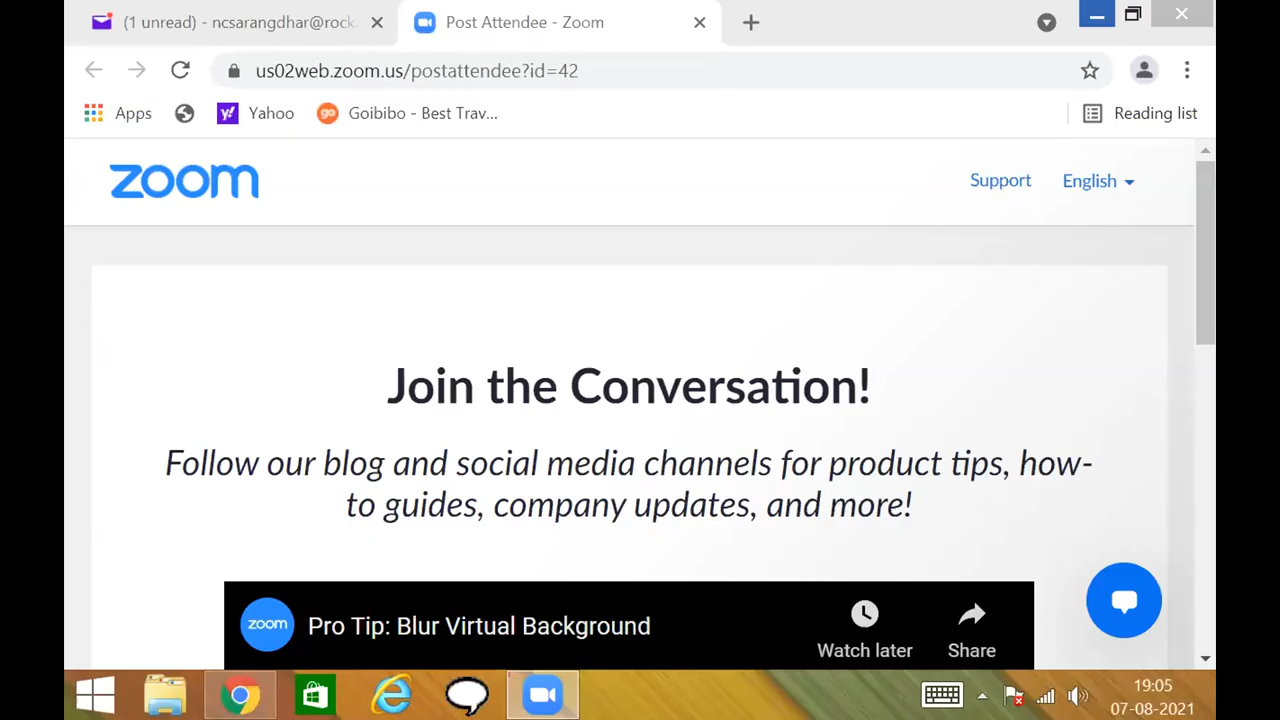 (1 unread) - ncsarangdhar@rock
Post Attendee - Zoom
us02web.zoom.us/postattendee?id=42
Apps
Yahoo
go
Goibibo - Best Trav...
Reading list
zoom
Support
English
Join the Conversation!
Follow our blog and social media channels for product tips, how-
to guides, company updates, and more!
zoom
Pro Tip: Blur Virtual Background
Watch later
Share
19:05
07-08-2021